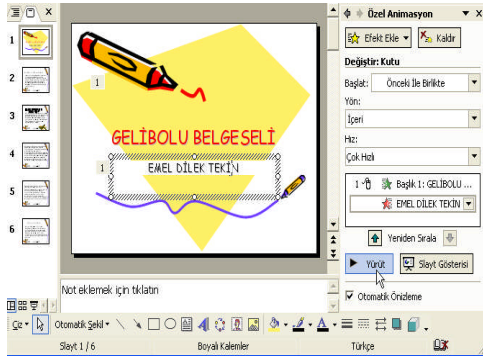 Özel Animasyon
Efekt Ekle
Kaldır
Değiştir: Kutu
Başlat: Önceki İle Birlikte
Yön:
İçeri
Hız:
Çok Hızlı
1 Başlık 1: GELİBOLU ...
EMEL DİLEK TEKİN
Yeniden Sırala
Yürüt
Slayt Gösterisi
Otomatik Önizleme
1
2
3
4
5
6
1
GELİBOLU BELGESELİ
1
EMEL DİLEK TEKİN
Not eklemek için tıklatın
Çiz
Otomatik Şekil
Slayt 1 / 6
Boyalı Kalemler
Türkçe